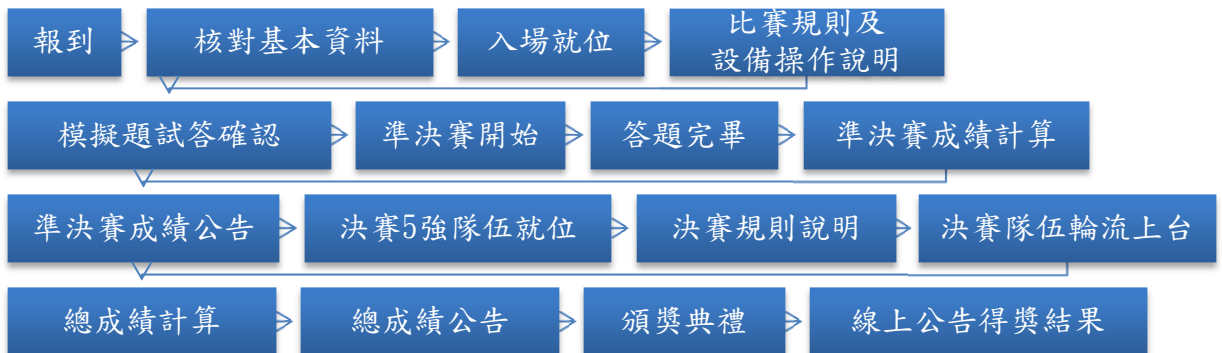 報到
核對基本資料
入場就位
比賽規則及
設備操作說明
模擬題試答確認
準決賽開始
答題完畢
準決賽成績計算
準決賽成績公告
決賽5強隊伍就位
決賽規則說明
決賽隊伍輪流上台
總成績計算
總成績公告
頒獎典禮
線上公告得獎結果